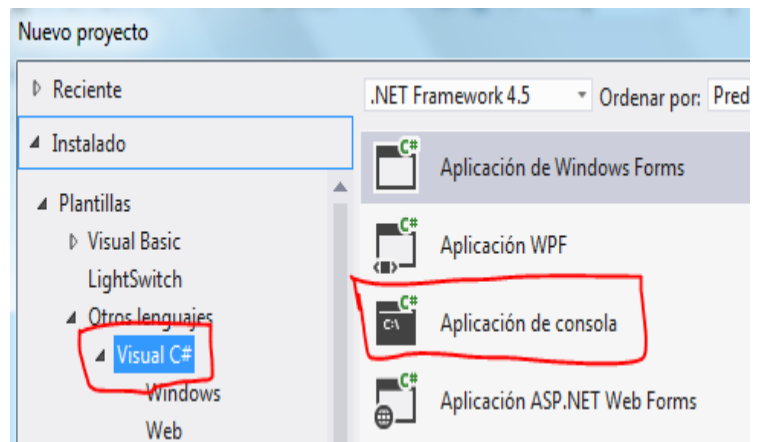 Nuevo proyecto
Reciente
Instalado
Plantillas
Visual Basic
LightSwitch
Otros lenguajes
Visual C#
Windows
Web
.NET Framework 4.5
Ordenar por: Pred
C#
Aplicación de Windows Forms
C#
Aplicación WPF
C#
C:\
Aplicación de consola
C#
Aplicación ASP.NET Web Forms